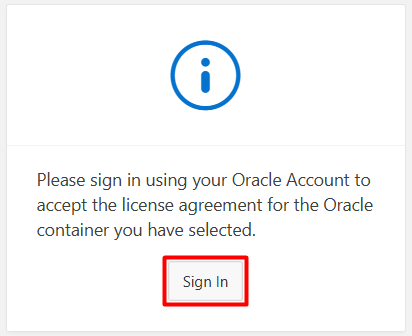 Please sign in using your Oracle Account to
accept the license agreement for the Oracle
container you have selected.
Sign In